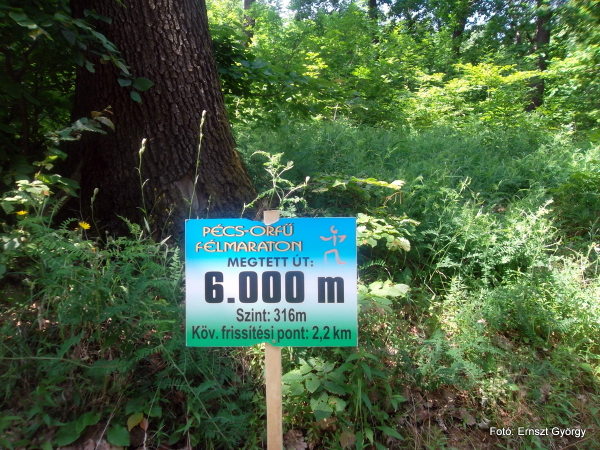 PÉCS-ORFŰ
FÉLMARATON
MEGTETT ÚT:
6.000 m
Szint: 316m
Köv. frissítési pont: 2,2 km
Fotó: Ernszt György